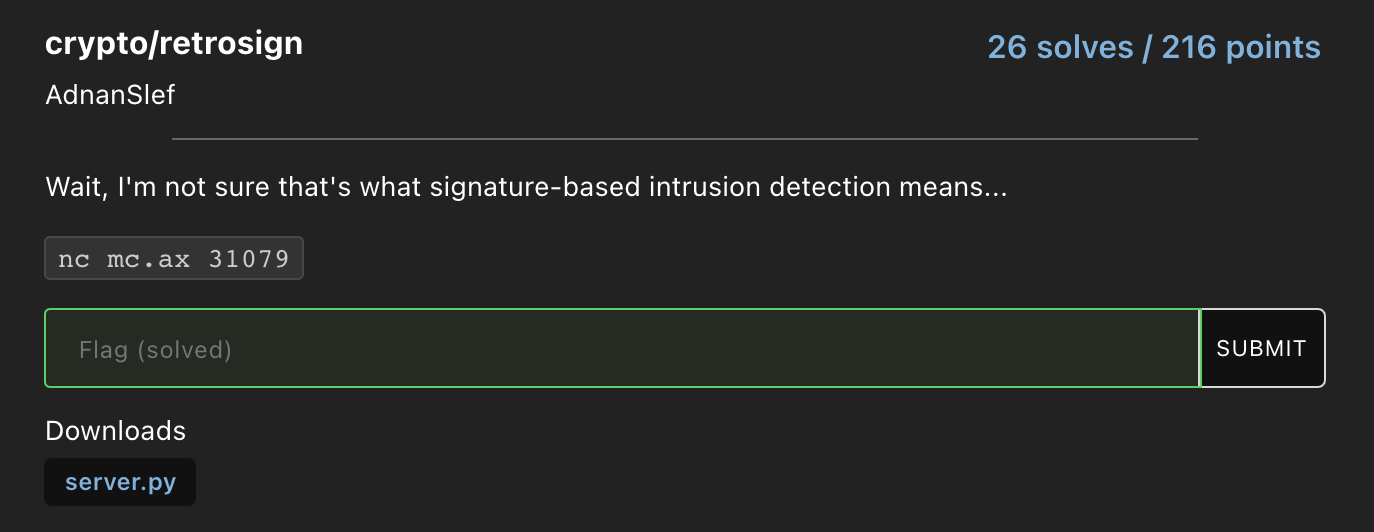 crypto/retrosign
26 solves / 216 points
AdnanSlef
Wait, I'm not sure that's what signature-based intrusion detection means...
nc mc.ax 31079
Flag (solved)
SUBMIT
Downloads
server.py